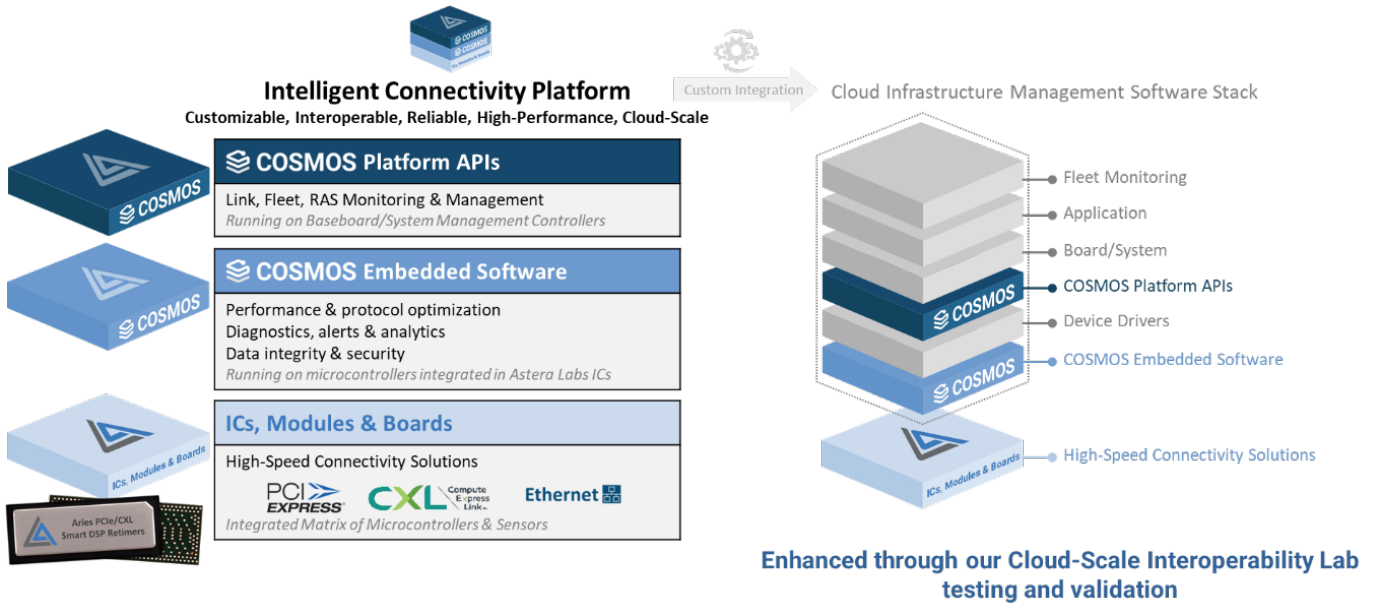 COSMOS
COSMOS
ICs, Modules & Boards
Intelligent Connectivity Platform
Customizable, Interoperable, Reliable, High-Performance, Cloud-Scale
COSMOS
COSMOS Platform APIs
Link, Fleet, RAS Monitoring & Management
Running on Baseboard/System Management Controllers
COSMOS
COSMOS Embedded Software
Performance & protocol optimization
Diagnostics, alerts & analytics
Data integrity & security
Running on microcontrollers integrated in Astera Labs ICs
ICs, Modules & Boards
ICs, Modules & Boards
High-Speed Connectivity Solutions
PCI
EXPRESS
CXL
Compute
Express
Link
Ethernet
Integrated Matrix of Microcontrollers & Sensors
Aries PCIe/CXL
Smart DSP Retimers
Custom Integration
Cloud Infrastructure Management Software Stack
Fleet Monitoring
Application
Board/System
COSMOS Platform APIs
COSMOS
Device Drivers
COSMOS Embedded Software
COSMOS
High-Speed Connectivity Solutions
ICs, Modules & Boards
Enhanced through our Cloud-Scale Interoperability Lab
testing and validation